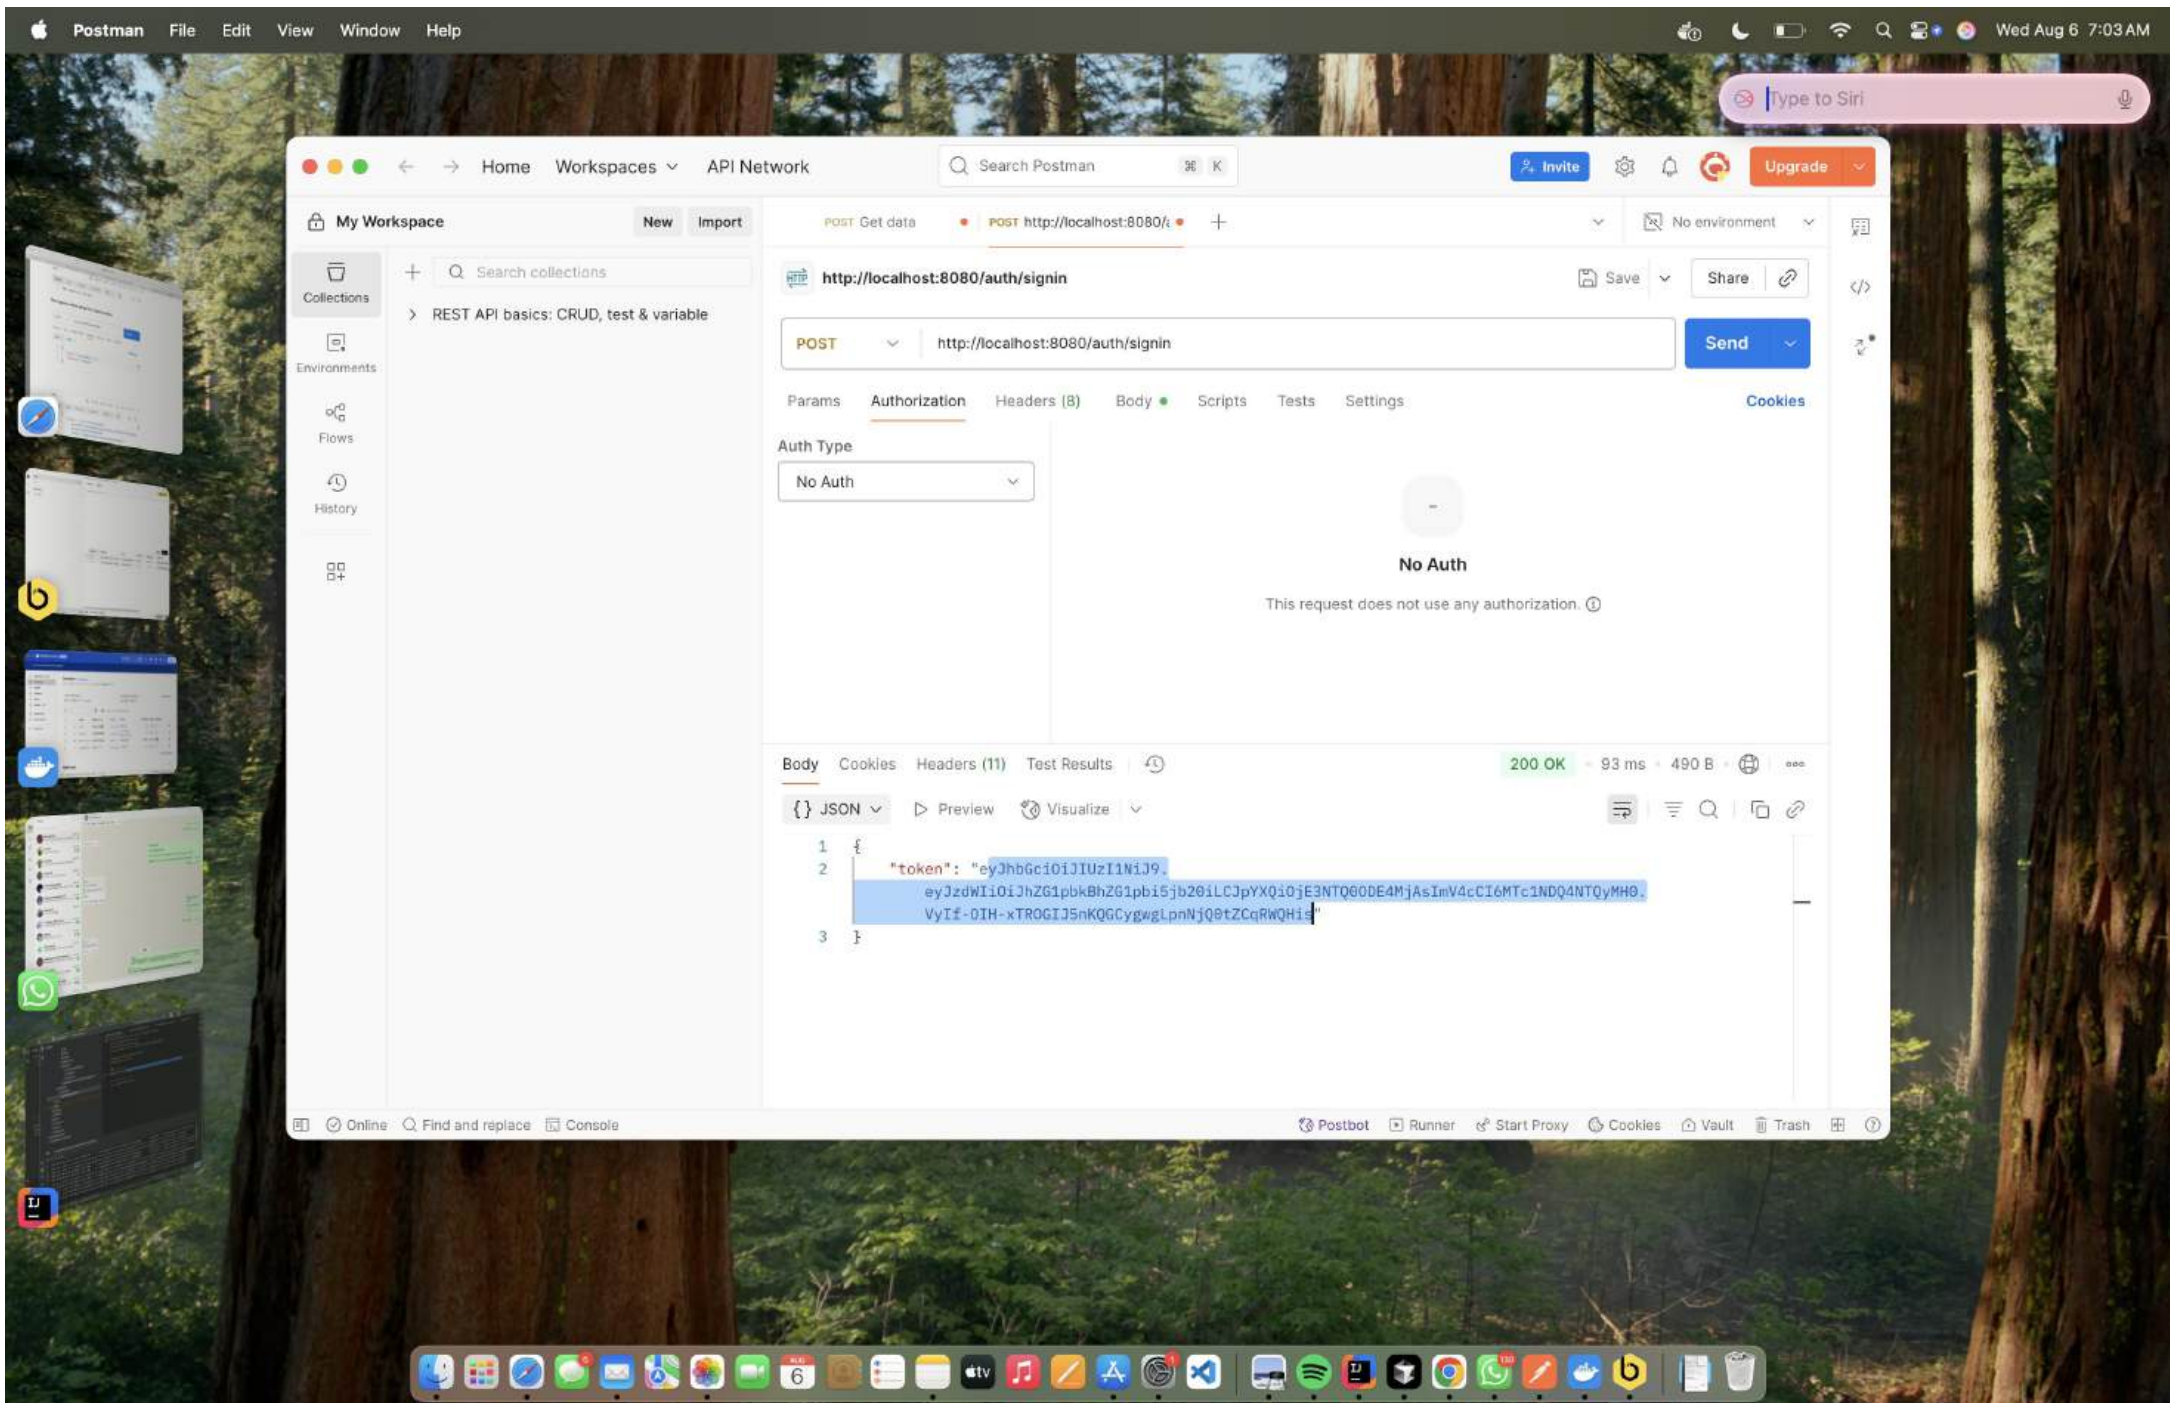 Postman File Edit View Window Help
Wed Aug 6 7:03 AM
Type to Siri
Home Workspaces API Network
Search Postman ⌘ K
Invite
Upgrade
My Workspace
New Import
POST Get data
POST http://localhost:8080/a
No environment
Collections
Search collections
HTTP http://localhost:8080/auth/signin
Save
Share
REST API basics: CRUD, test & variable
Environments
POST http://localhost:8080/auth/signin
Send
Flows
Params Authorization Headers (8) Body Scripts Tests Settings
Cookies
Auth Type
No Auth
History
No Auth
This request does not use any authorization.
Body Cookies Headers (11) Test Results
200 OK 93 ms 490 B
{} JSON Preview Visualize
1 {
2 "token": "eyJhbGciOiJIUzI1NiJ9.
eyJzdWIiOiJhZG1pbkBhZG1pbi5jb20iLCJpYXQiOjE3NTQ0ODE4MjAsImV4cCI6MTc1NDQ4NTQyMH0.
VyIf-OIH-xTROGIJ5nKQGCygwgLpnNjQ0tZCqRWQHis"
3 }
Online Find and replace Console
Postbot Runner Start Proxy Cookies Vault Trash
AUG
6
tv
130